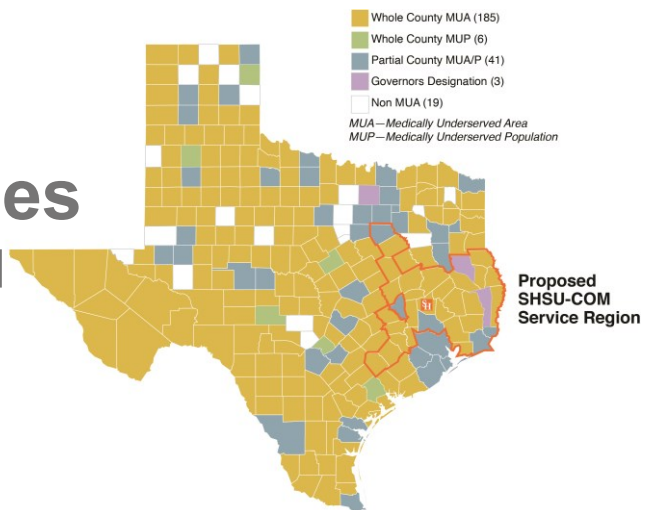 Whole County MUA (185)
Whole County MUP (6)
Partial County MUA/P (41)
Governors Designation (3)
Non MUA (19)
MUA—Medically Underserved Area
MUP—Medically Underserved Population
es
Proposed
SHSU-COM
Service Region